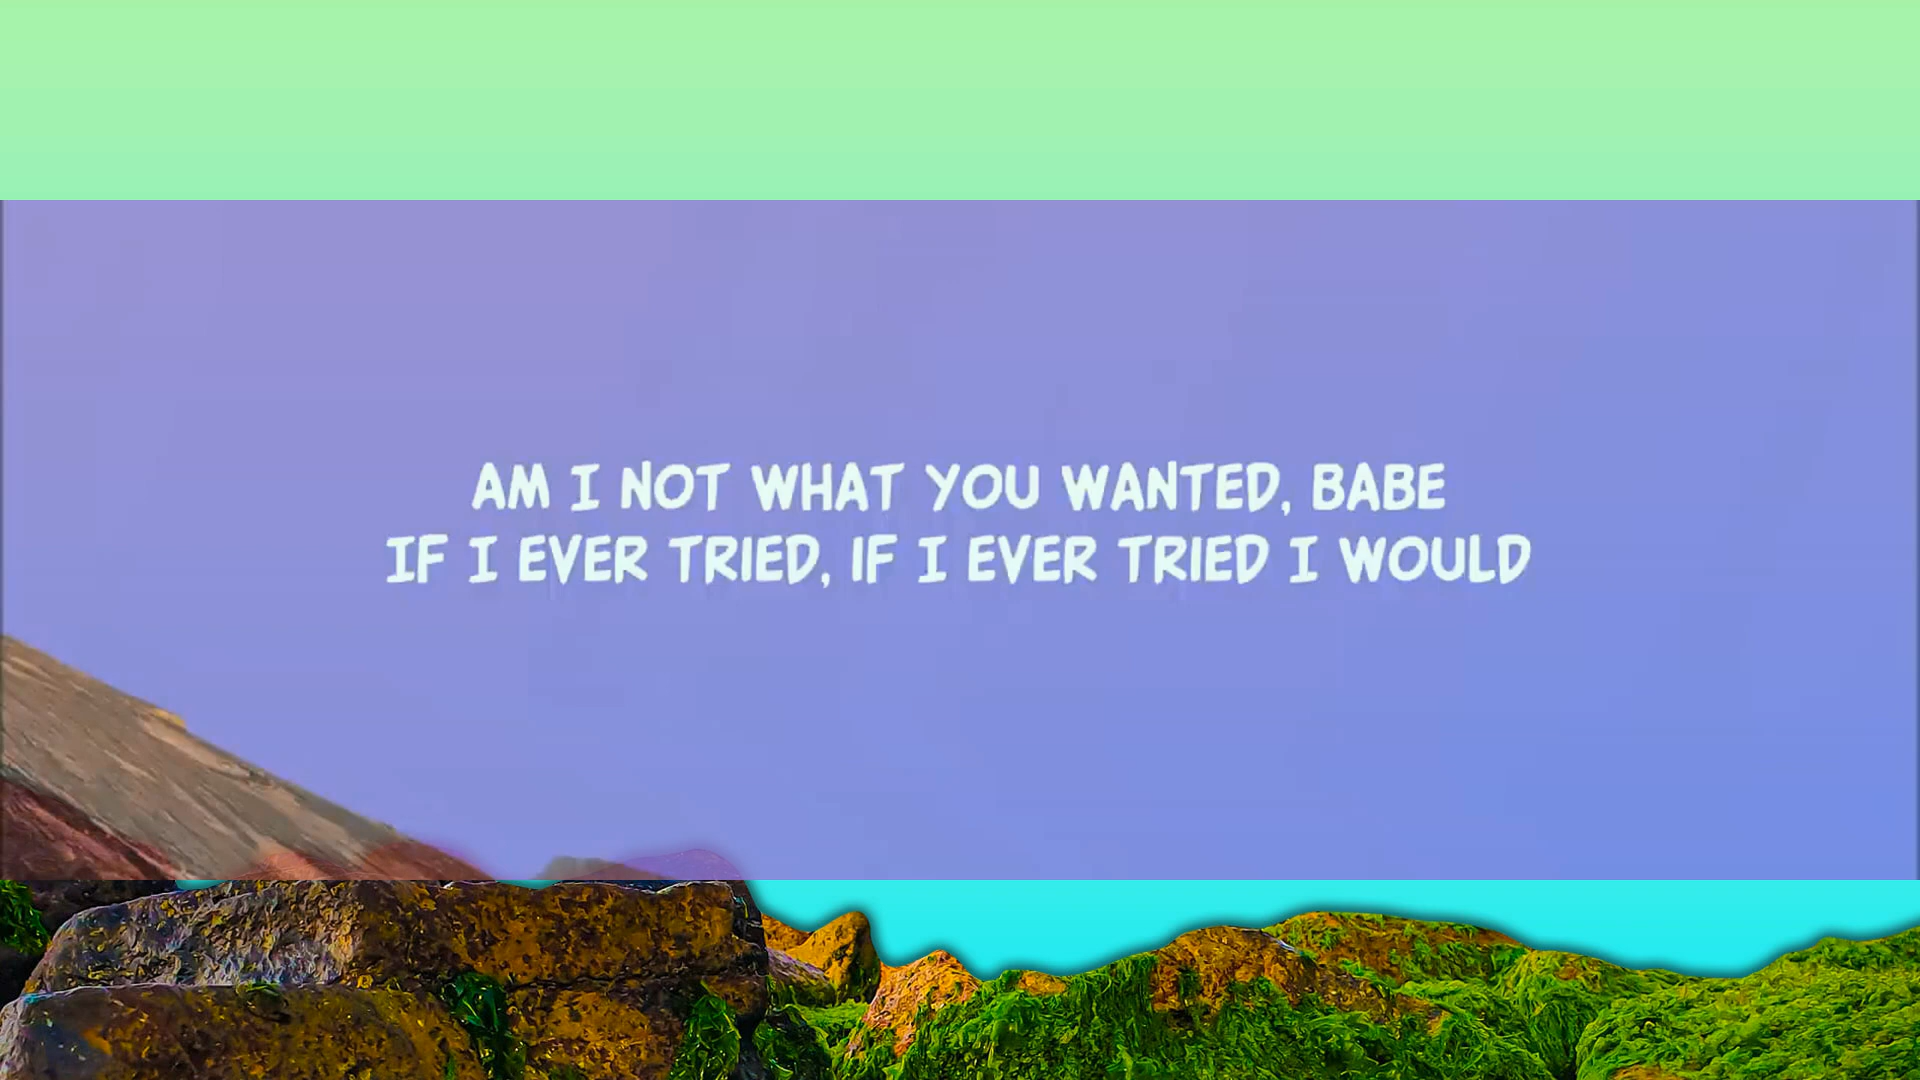 AM I NOT WHAT YOU WANTED, BABE
IF I EVER TRIED, IF I EVER TRIED I WOULD